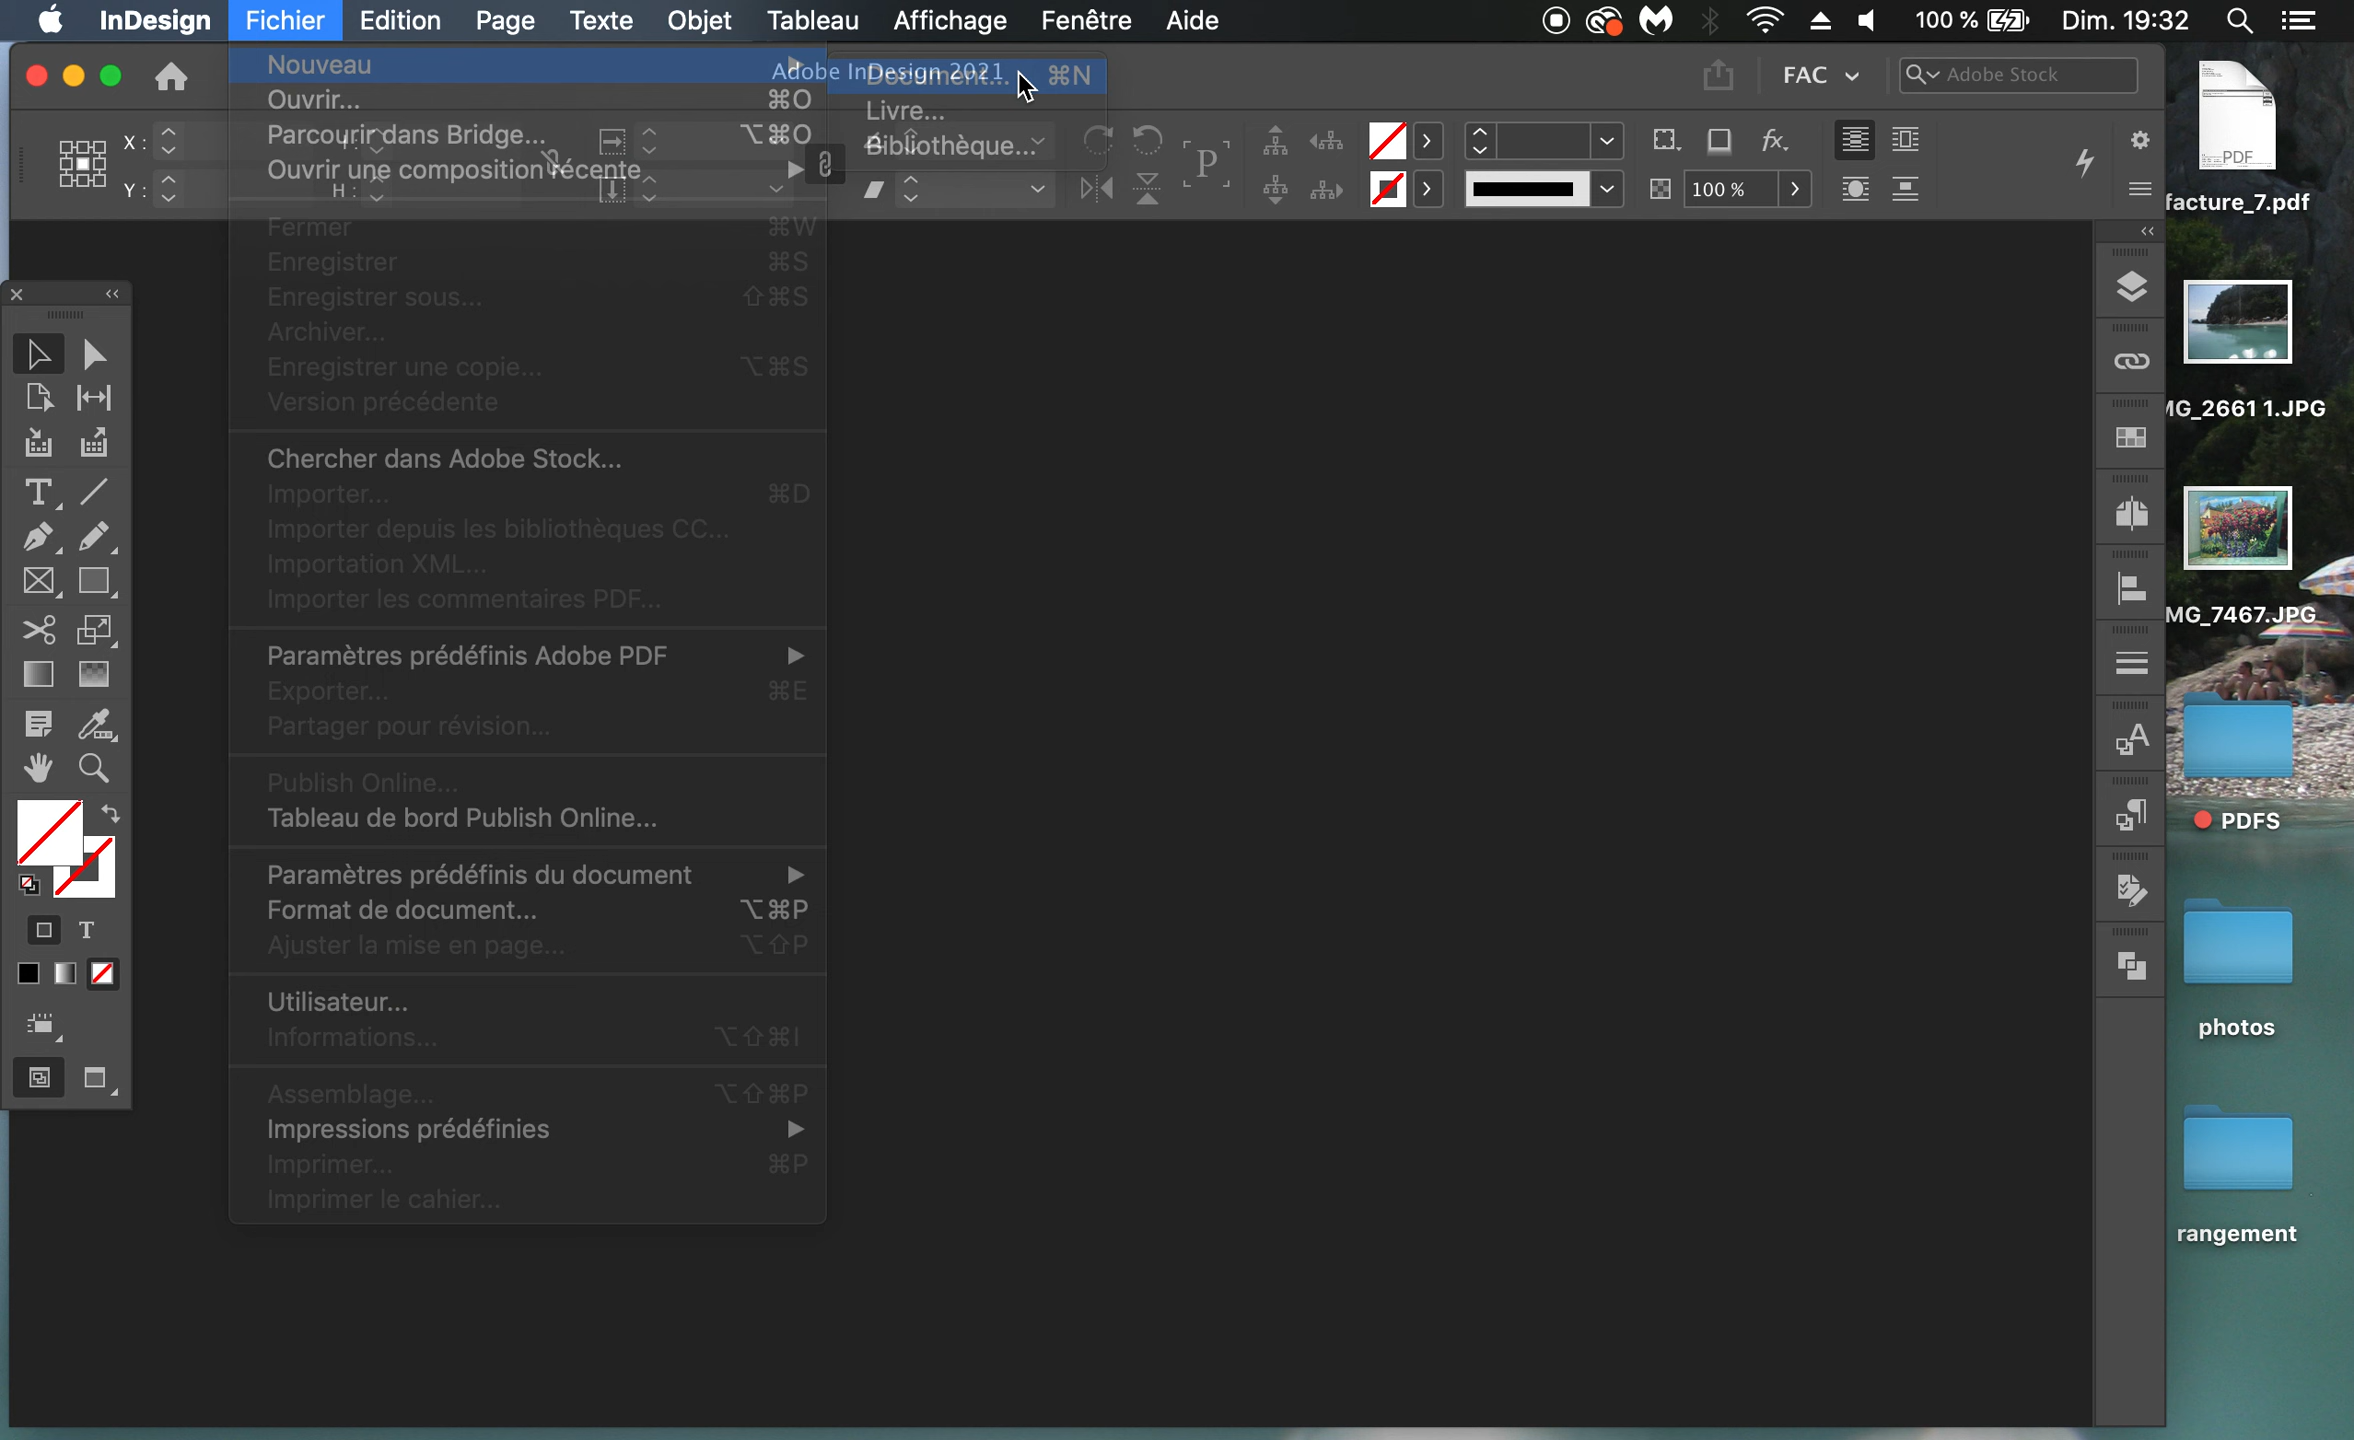 InDesign Fichier Edition Page Texte Objet Tableau Affichage Fenêtre Aide 100 % Dim. 19:32
Adobe InDesign 2021
FAC Adobe Stock
Nouveau
Document... ⌘N
Ouvrir... ⌘O
Livre...
Parcourir dans Bridge... ⌥⌘O
Bibliothèque...
Ouvrir une composition récente
X :
Y :
H :
P
fx
100 %
Fermer ⌘W
Enregistrer ⌘S
Enregistrer sous... ⇧⌘S
Archiver...
Enregistrer une copie... ⌥⌘S
Version précédente
Chercher dans Adobe Stock...
Importer... ⌘D
Importer depuis les bibliothèques CC...
Importation XML...
Importer les commentaires PDF...
Paramètres prédéfinis Adobe PDF
Exporter... ⌘E
Partager pour révision...
Publish Online...
Tableau de bord Publish Online...
Paramètres prédéfinis du document
Format de document... ⌥⌘P
Ajuster la mise en page... ⌥⇧P
Utilisateur...
Informations... ⌥⇧⌘I
Assemblage... ⌥⇧⌘P
Impressions prédéfinies
Imprimer... ⌘P
Imprimer le cahier...
PDF
facture_7.pdf
MG_2661 1.JPG
MG_7467.JPG
PDFS
photos
rangement